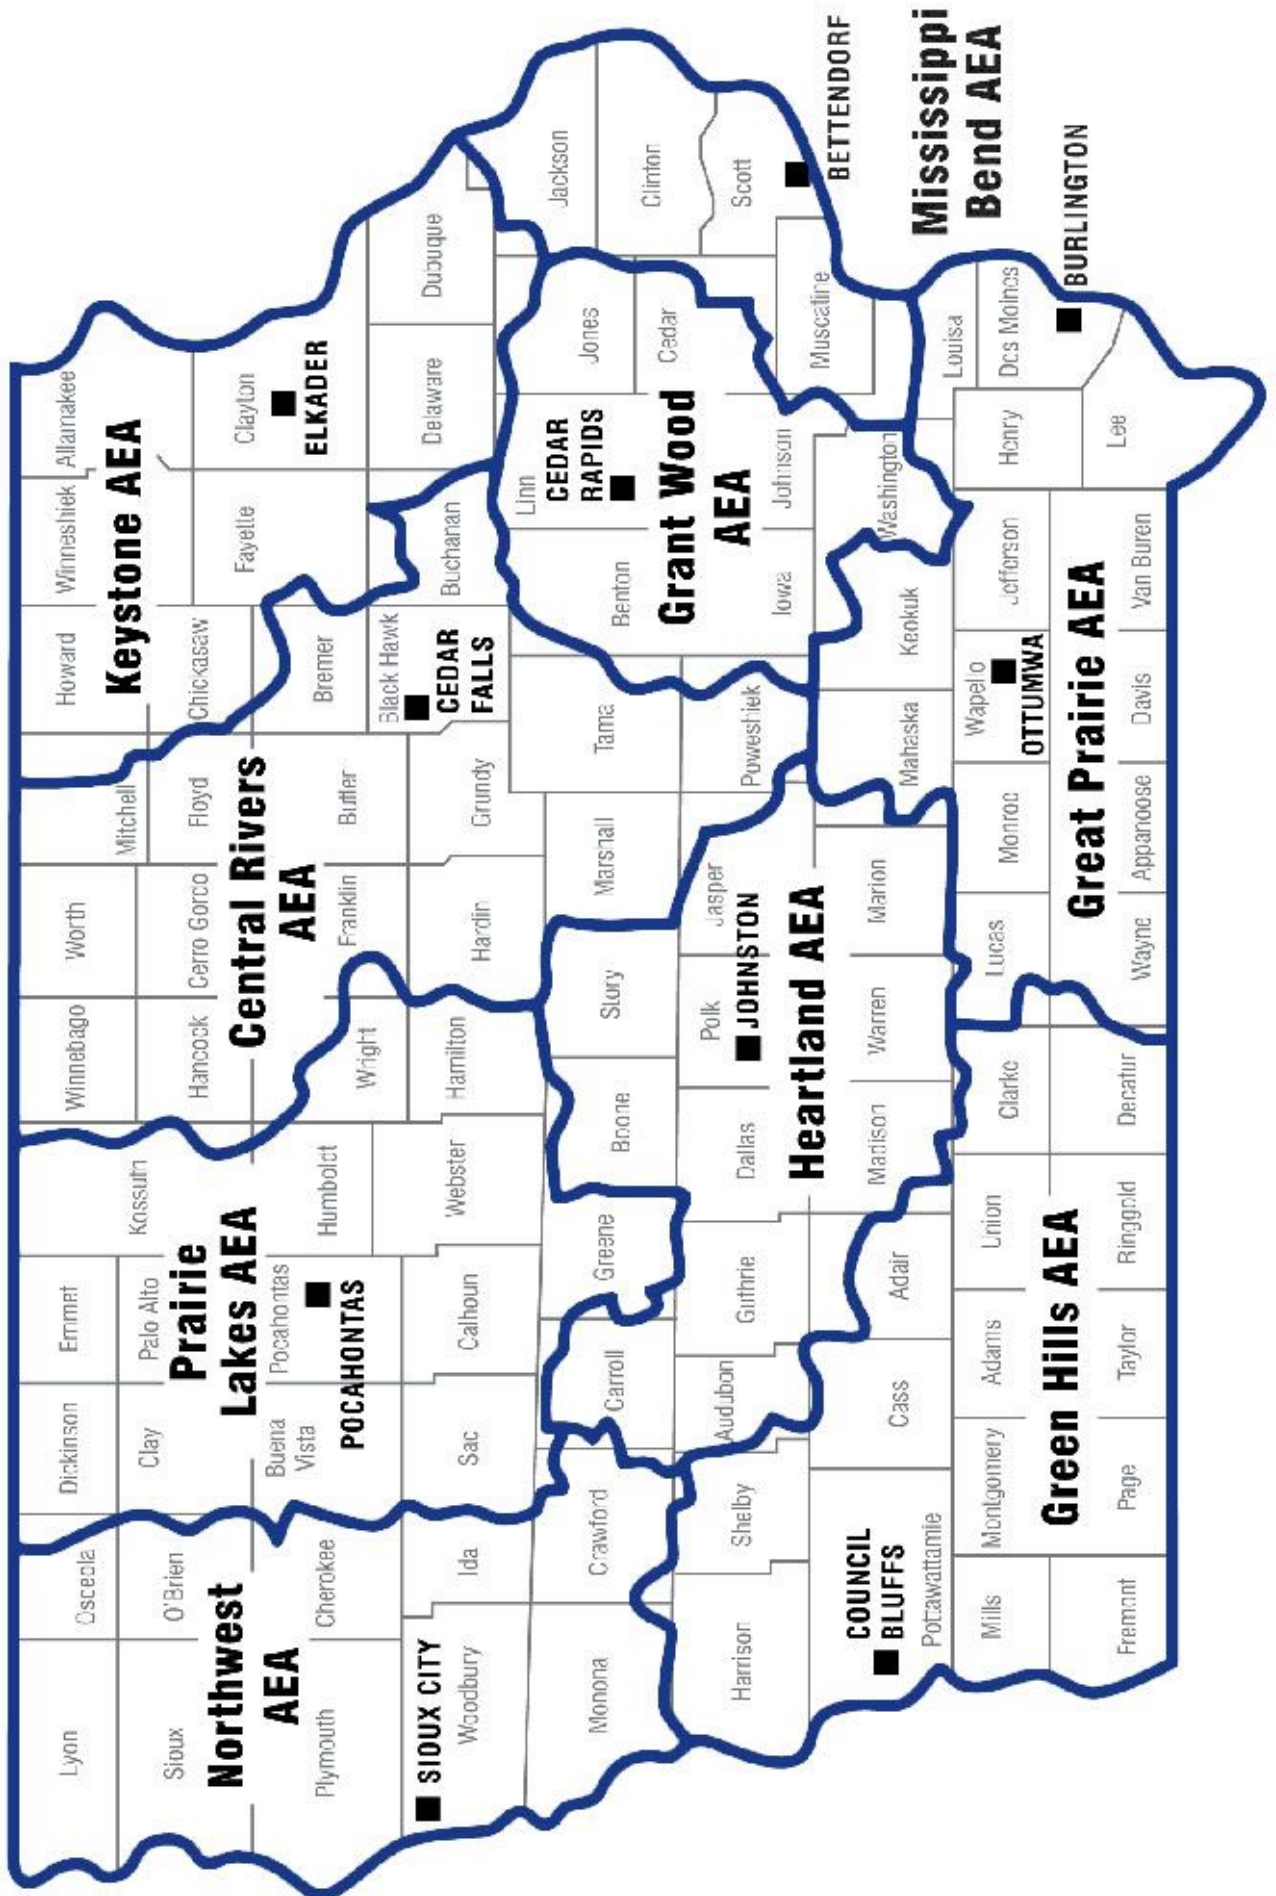 Lyon
Osceola
Dickinson
Emmet
Winnebago
Worth
Mitchell
Howard
Winneshiek
Allamakee
Sioux
O'Brien
Clay
Palo Alto
Kossuth
Hancock
Cerro Gordo
Floyd
Chickasaw
Keystone AEA
Northwest
AEA
Prairie
Lakes AEA
Central Rivers
AEA
Fayette
Clayton
ELKADER
Plymouth
Cherokee
Buena
Vista
Pocahontas
POCAHONTAS
Humboldt
Wright
Franklin
Butler
Bremer
SIOUX CITY
Woodbury
Ida
Sac
Calhoun
Webster
Hamilton
Hardin
Grundy
Black Hawk
CEDAR
FALLS
Buchanan
Delaware
Dubuque
Monona
Crawford
Carroll
Greene
Boone
Story
Marshall
Tama
Benton
Linn
CEDAR
RAPIDS
Jones
Jackson
Clinton
Harrison
Shelby
Audubon
Guthrie
Dallas
Polk
JOHNSTON
Jasper
Poweshiek
Iowa
Johnson
Grant Wood
AEA
Cedar
Scott
BETTENDORF
Muscatine
Mississippi
Bend AEA
Heartland AEA
COUNCIL
BLUFFS
Pottawattamie
Cass
Adair
Madison
Warren
Marion
Mahaska
Keokuk
Washington
Louisa
Mills
Montgomery
Adams
Union
Clarke
Lucas
Monroe
Wapello
OTTUMWA
Jefferson
Henry
Des Moines
BURLINGTON
Green Hills AEA
Great Prairie AEA
Fremont
Page
Taylor
Ringgold
Decatur
Wayne
Appanoose
Davis
Van Buren
Lee